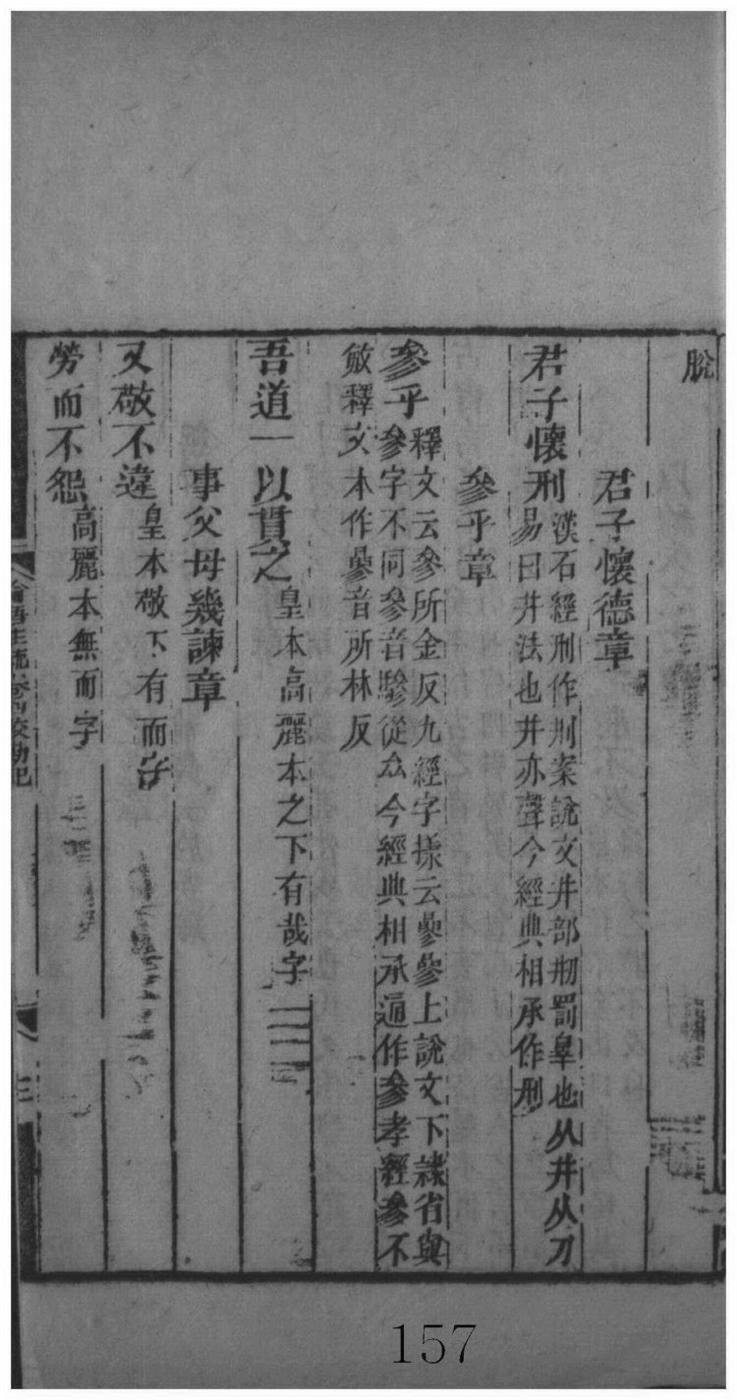 脫
君子懷德章
君子懷刑漢石經刑作㓝案說文井部㓝罰辠也从井从刀
易曰井法也井亦聲今經典相承作刑
參乎章
參乎釋文云參所金反九經字㨾云曑參上說文下隸省與
參字不同參音驂從厽今經典相承通作參孝經參不
敏釋文本作曑音所林反
吾道一以貫之皇本高麗本之下有哉字
事父母幾諫章
又敬不違皇本敬下有而字
勞而不怨高麗本無而字
論語注疏卷四校勘記
157